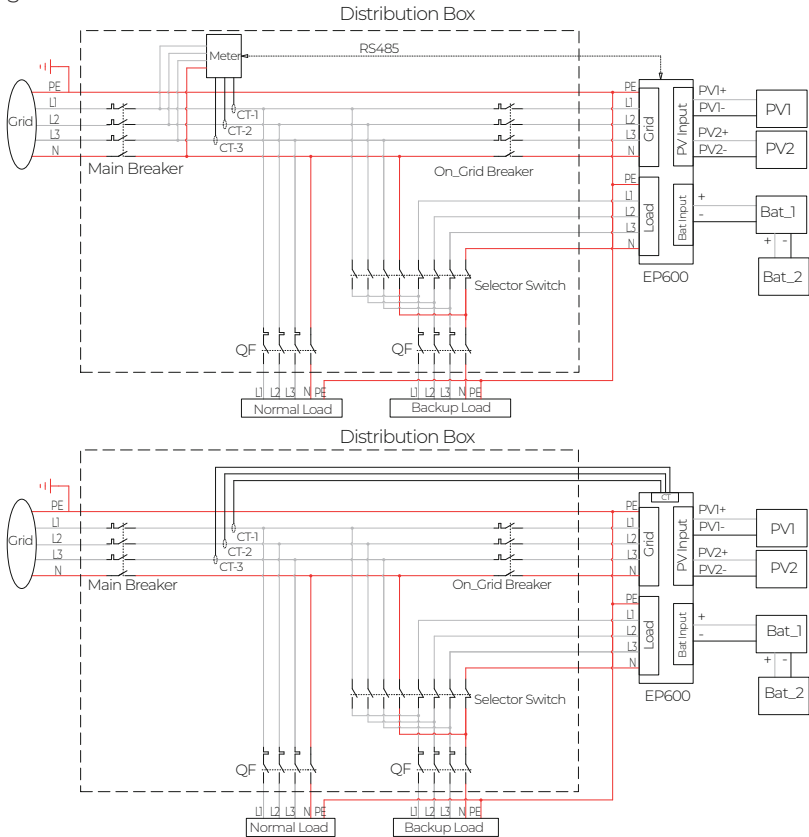 Distribution Box
Meter
RS485
PE
L1
L2
L3
N
Grid
CT-1
CT-2
CT-3
Main Breaker
On_Grid Breaker
PE
L1
L2
L3
N
Grid
PV Input
PV1+
PV1-
PV1
PV2+
PV2-
PV2
PE
L1
L2
L3
N
Load
Bat Input
+
-
Bat_1
+ -
Bat_2
EP600
Selector Switch
QF
QF
L1 L2 L3 N PE
L1 L2 L3 N PE
Normal Load
Backup Load
Distribution Box
CT
PE
L1
L2
L3
N
Grid
CT-1
CT-2
CT-3
Main Breaker
On_Grid Breaker
PE
L1
L2
L3
N
Grid
PV Input
PV1+
PV1-
PV1
PV2+
PV2-
PV2
PE
L1
L2
L3
N
Load
Bat Input
+
-
Bat_1
+ -
Bat_2
EP600
Selector Switch
QF
QF
L1 L2 L3 N PE
L1 L2 L3 N PE
Normal Load
Backup Load